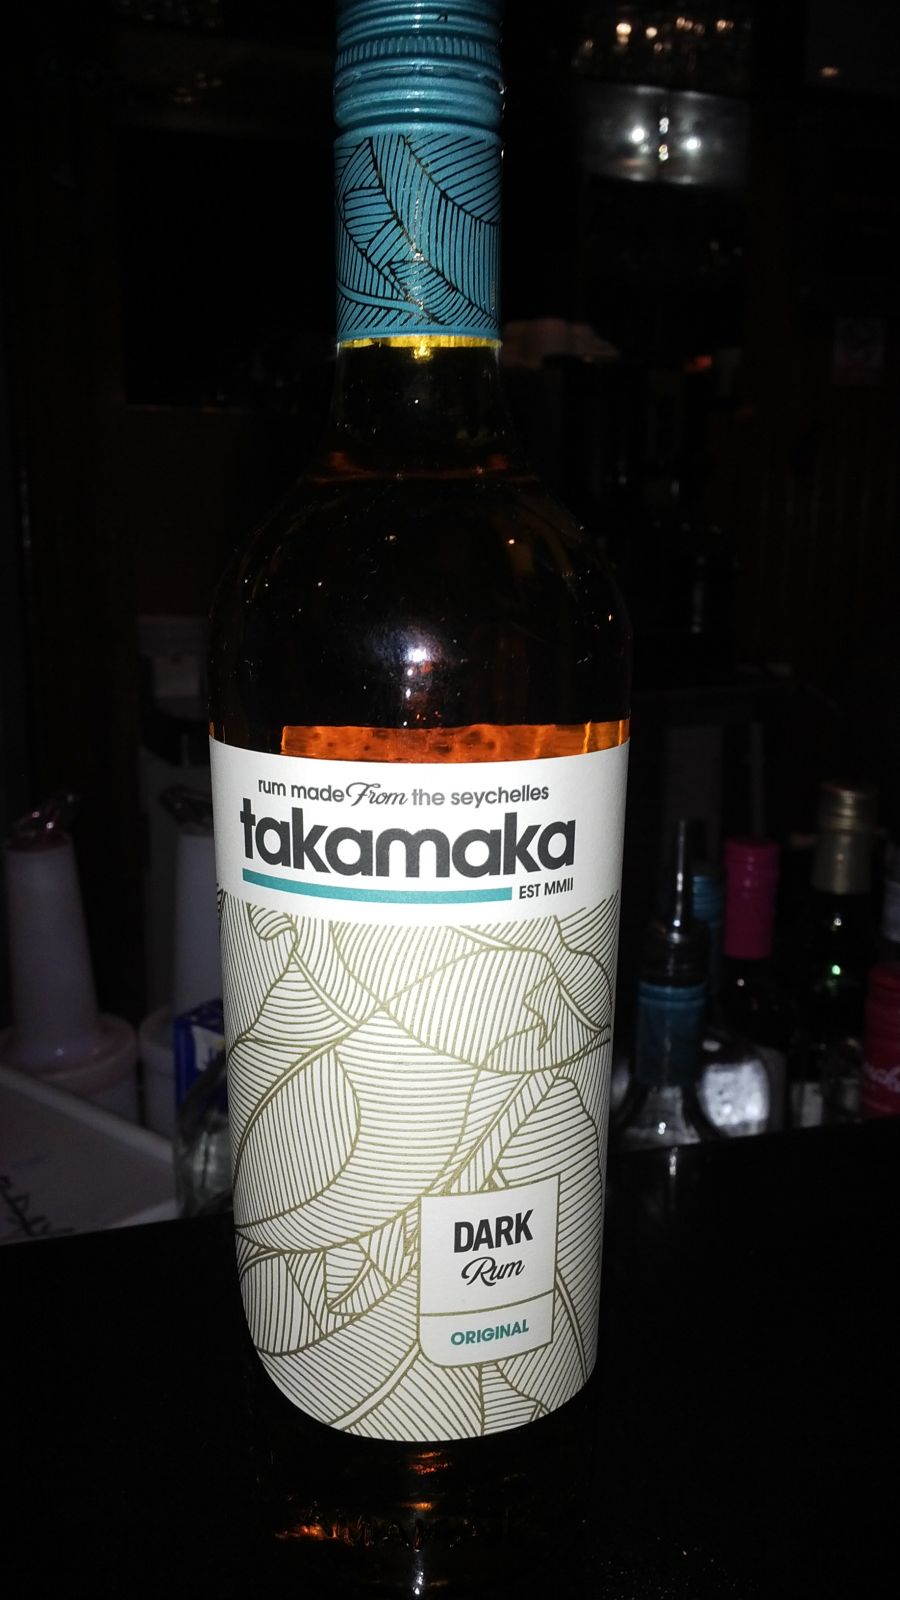 rum made From the seychelles
takamaka
EST MMII
DARK
Rum
ORIGINAL